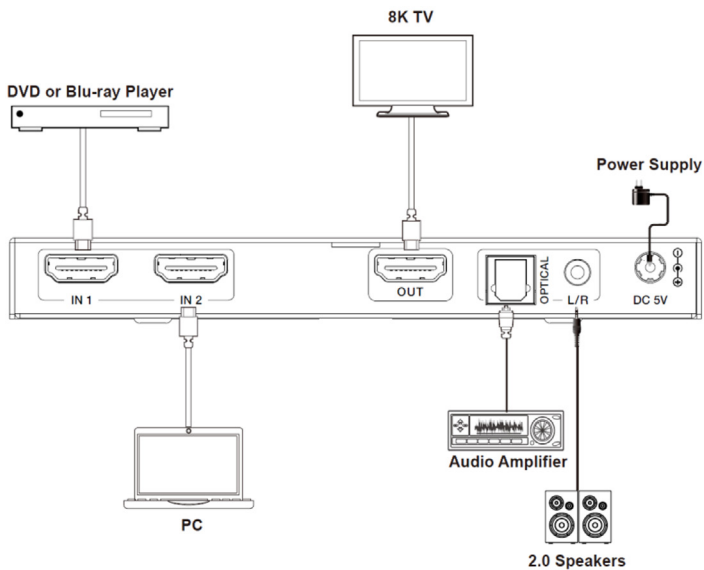 8K TV
DVD or Blu-ray Player
Power Supply
IN 1
IN 2
OUT
OPTICAL
L/R
DC 5V
Audio Amplifier
PC
2.0 Speakers